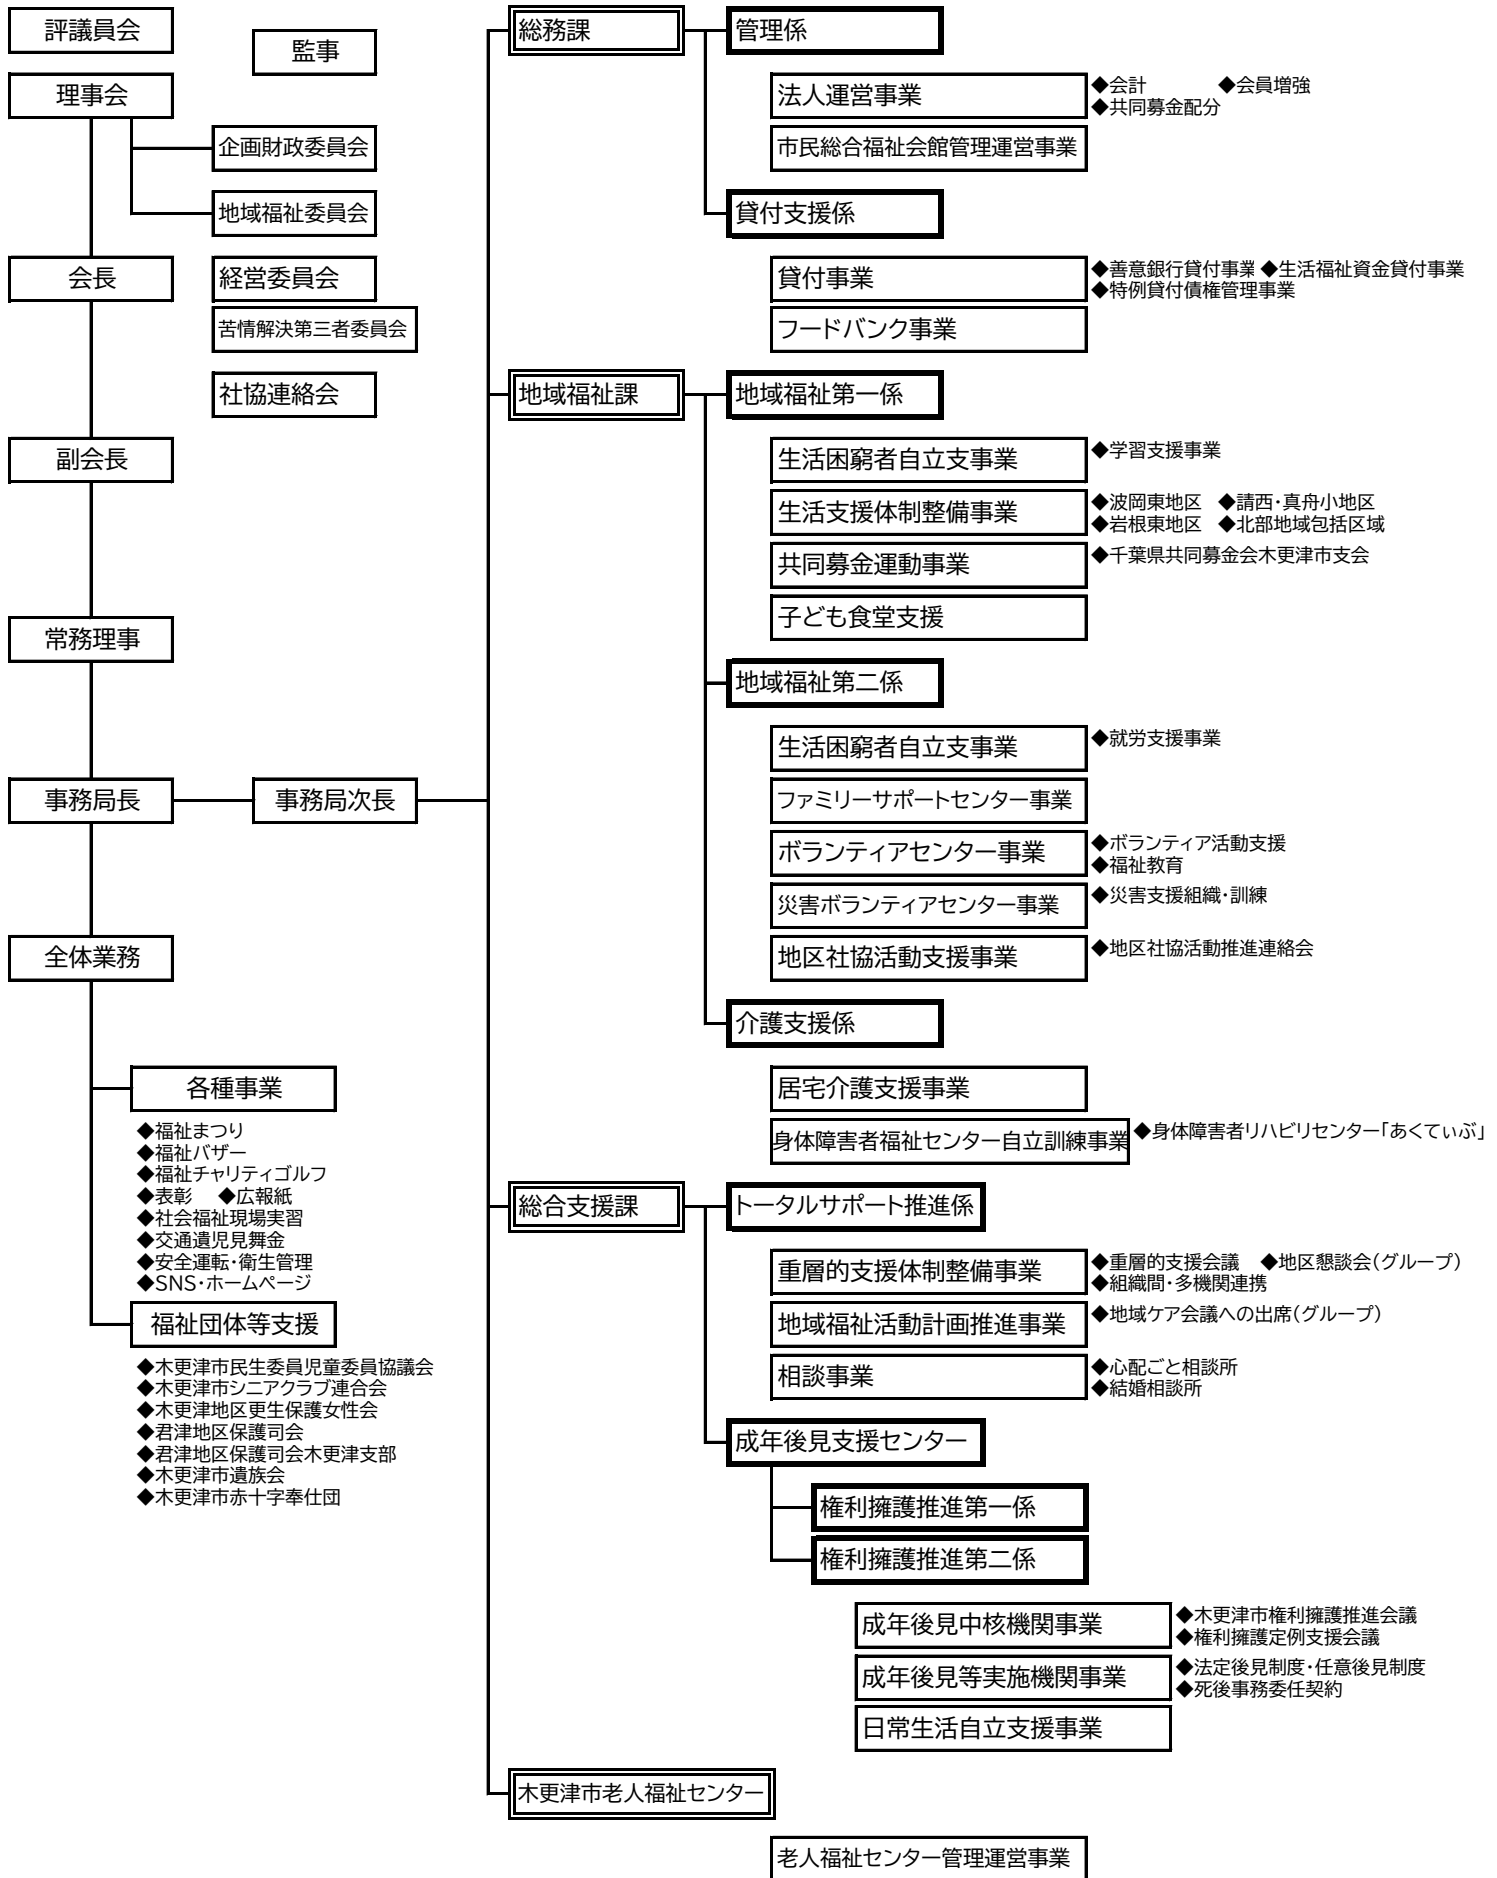 評議員会
監事
理事会
企画財政委員会
地域福祉委員会
会長
経営委員会
苦情解決第三者委員会
社協連絡会
副会長
常務理事
事務局長
事務局次長
全体業務
各種事業
◆福祉まつり
◆福祉バザー
◆福祉チャリティゴルフ
◆表彰 ◆広報紙
◆社会福祉現場実習
◆交通遺児見舞金
◆安全運転・衛生管理
◆SNS・ホームページ
福祉団体等支援
◆木更津市民生委員児童委員協議会
◆木更津市シニアクラブ連合会
◆木更津地区更生保護女性会
◆君津地区保護司会
◆君津地区保護司会木更津支部
◆木更津市遺族会
◆木更津市赤十字奉仕団
総務課
管理係
法人運営事業
◆会計 ◆会員増強
◆共同募金配分
市民総合福祉会館管理運営事業
貸付支援係
貸付事業
◆善意銀行貸付事業 ◆生活福祉資金貸付事業
◆特例貸付債権管理事業
フードバンク事業
地域福祉課
地域福祉第一係
生活困窮者自立支事業
◆学習支援事業
生活支援体制整備事業
◆波岡東地区 ◆請西・真舟小地区
◆岩根東地区 ◆北部地域包括区域
共同募金運動事業
◆千葉県共同募金会木更津市支会
子ども食堂支援
地域福祉第二係
生活困窮者自立支事業
◆就労支援事業
ファミリーサポートセンター事業
ボランティアセンター事業
◆ボランティア活動支援
◆福祉教育
災害ボランティアセンター事業
◆災害支援組織・訓練
地区社協活動支援事業
◆地区社協活動推進連絡会
介護支援係
居宅介護支援事業
身体障害者福祉センター自立訓練事業
◆身体障害者リハビリセンター「あくてぃぶ」
総合支援課
トータルサポート推進係
重層的支援体制整備事業
◆重層的支援会議 ◆地区懇談会(グループ)
◆組織間・多機関連携
地域福祉活動計画推進事業
◆地域ケア会議への出席(グループ)
相談事業
◆心配ごと相談所
◆結婚相談所
成年後見支援センター
権利擁護推進第一係
権利擁護推進第二係
成年後見中核機関事業
◆木更津市権利擁護推進会議
◆権利擁護定例支援会議
成年後見等実施機関事業
◆法定後見制度・任意後見制度
◆死後事務委任契約
日常生活自立支援事業
木更津市老人福祉センター
老人福祉センター管理運営事業